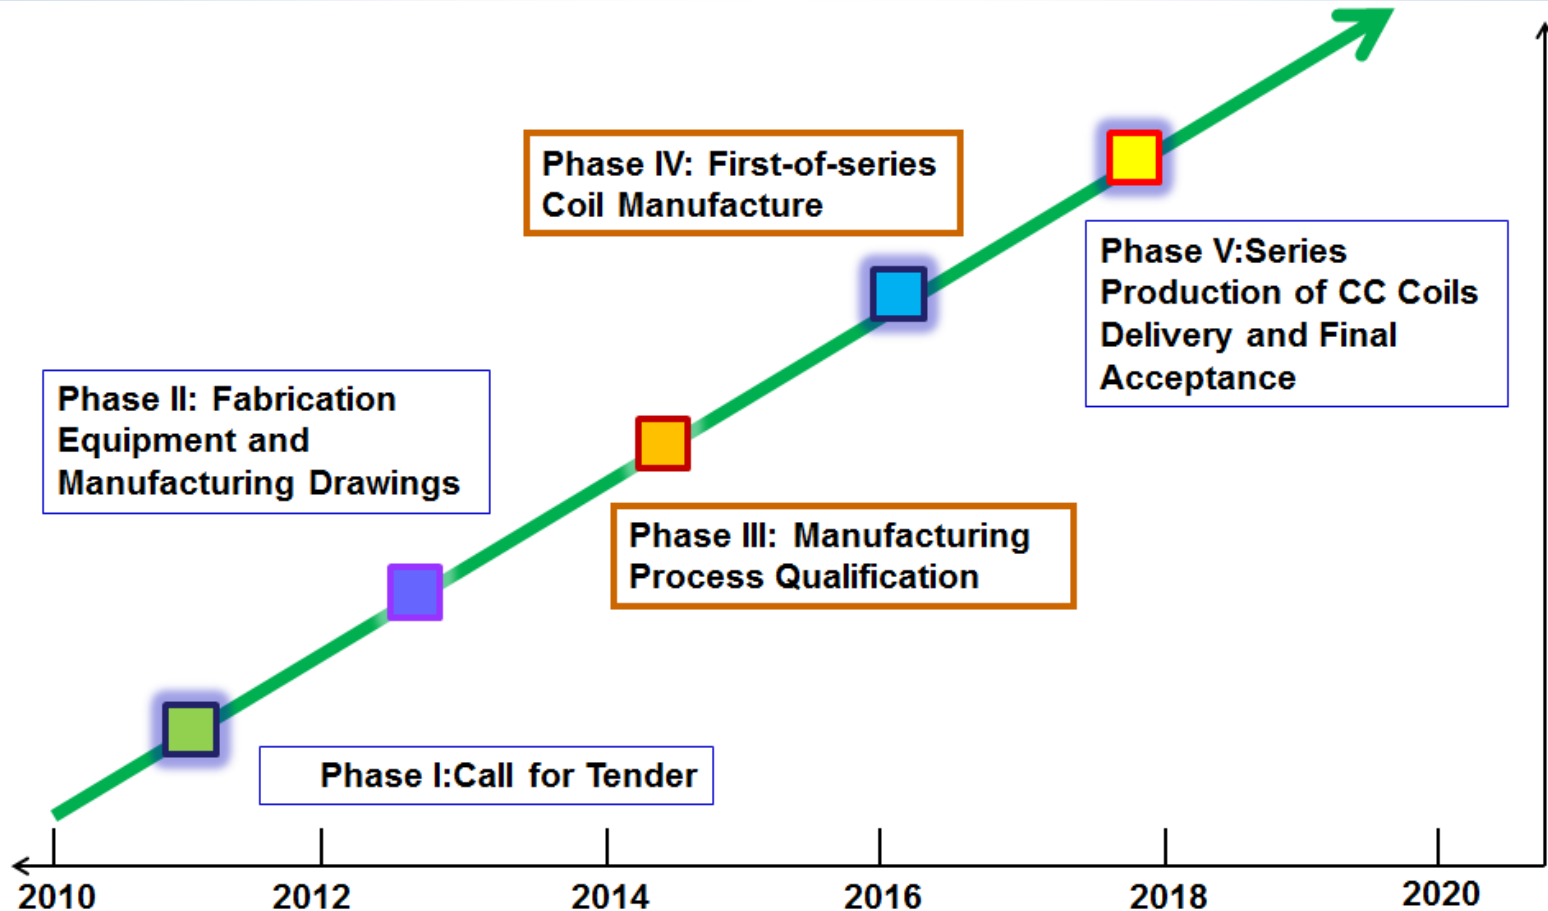 Phase IV: First-of-series
Coil Manufacture
Phase V:Series
Production of CC Coils
Delivery and Final
Acceptance
Phase II: Fabrication
Equipment and
Manufacturing Drawings
Phase III: Manufacturing
Process Qualification
Phase I:Call for Tender
2010 2012 2014 2016 2018 2020